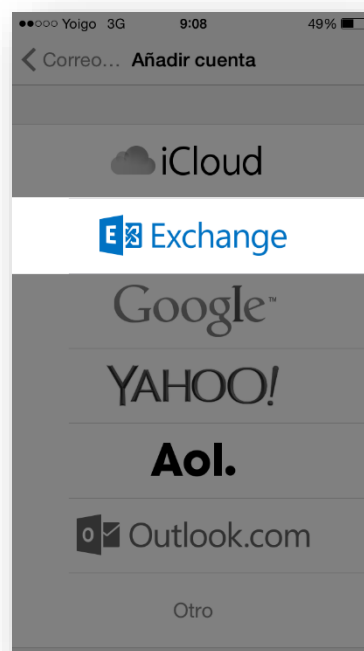 Yoigo 3G 9:08 49%
Correo... Añadir cuenta
iCloud
E Exchange
Google™
YAHOO!
Aol.
o Outlook.com
Otro